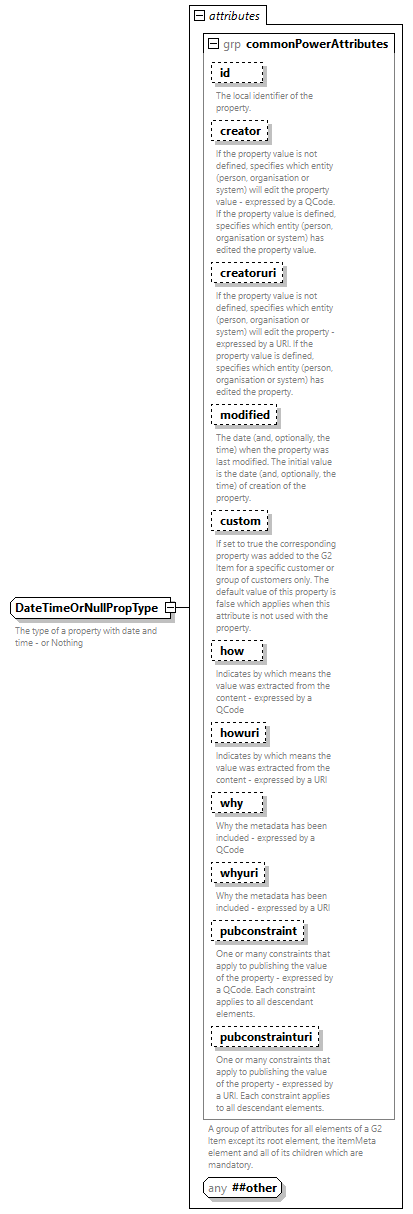 attributes
grp commonPowerAttributes
id
The local identifier of the
property.
creator
If the property value is not
defined, specifies which entity
(person, organisation or
system) will edit the property
value - expressed by a QCode.
If the property value is defined,
specifies which entity (person,
organisation or system) has
edited the property value.
creatoruri
If the property value is not
defined, specifies which entity
(person, organisation or
system) will edit the property -
expressed by a URI. If the
property value is defined,
specifies which entity (person,
organisation or system) has
edited the property.
modified
The date (and, optionally, the
time) when the property was
last modified. The initial value
is the date (and, optionally, the
time) of creation of the
property.
custom
If set to true the corresponding
property was added to the G2
Item for a specific customer or
group of customers only. The
default value of this property is
false which applies when this
attribute is not used with the
property.
DateTimeOrNullPropType
The type of a property with date and
time - or Nothing
how
Indicates by which means the
value was extracted from the
content - expressed by a
QCode
howuri
Indicates by which means the
value was extracted from the
content - expressed by a URI
why
Why the metadata has been
included - expressed by a
QCode
whyuri
Why the metadata has been
included - expressed by a URI
pubconstraint
One or many constraints that
apply to publishing the value
of the property - expressed by
a QCode. Each constraint
applies to all descendant
elements.
pubconstrainturi
One or many constraints that
apply to publishing the value
of the property - expressed by
a URI. Each constraint applies
to all descendant elements.
A group of attributes for all elements of a G2
Item except its root element, the itemMeta
element and all of its children which are
mandatory.
any ##other